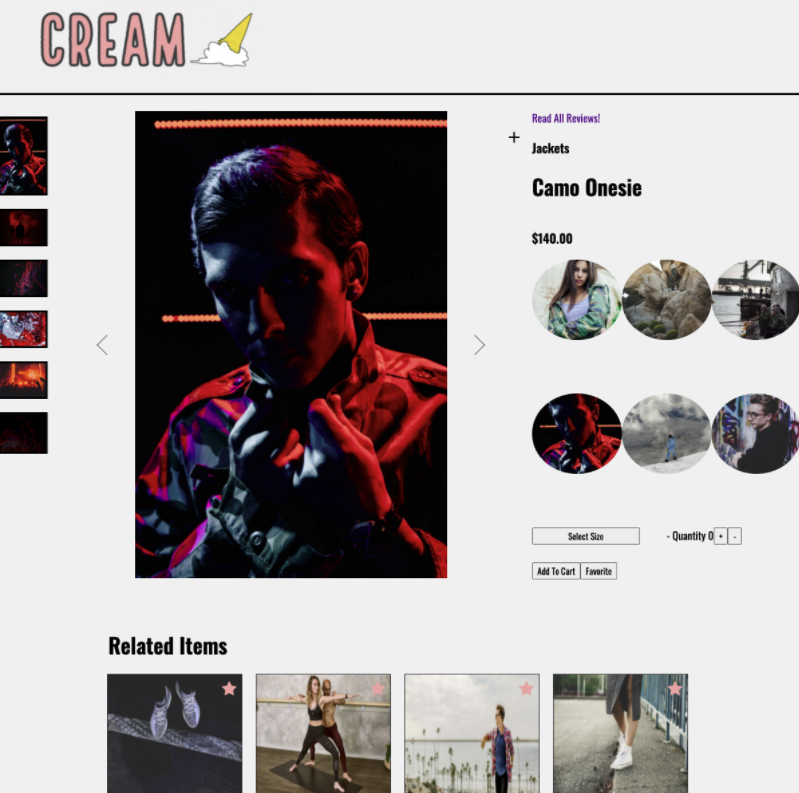 CREAM
Read All Reviews!
Jackets
Camo Onesie
$140.00
Select Size
- Quantity 0 + -
Add To Cart Favorite
Related Items